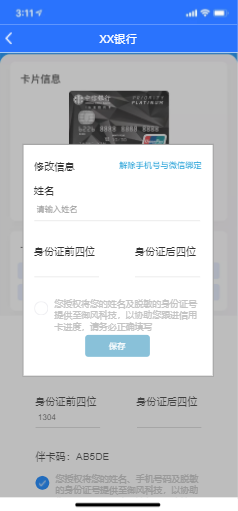 3:11
XX银行
卡片信息
中信银行
PRIORITY
PLATINUM
修改信息
解除手机号与微信绑定
姓名
请输入姓名
身份证前四位 身份证后四位
您授权将您的姓名及脱敏的身份证号
提供至御风科技，以协助您跟进信用
卡进度，请务必正确填写
保存
身份证前四位 身份证后四位
1304
伴卡码：AB5DE
您授权将您的姓名、手机号码及脱敏
的身份证号提供至御风科技，以协助